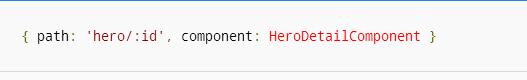 { path: 'hero/:id', component: HeroDetailComponent }